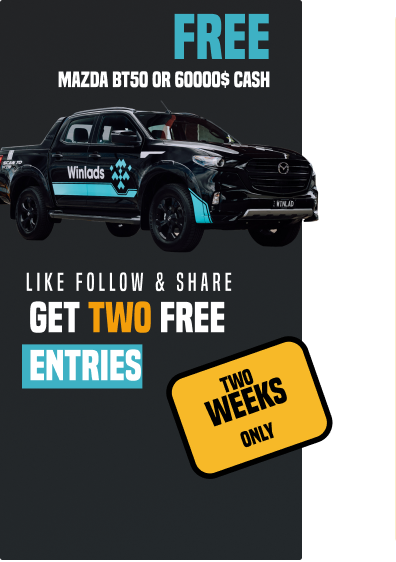 FREE
MAZDA BT50 OR 60000$ CASH
Winlads
WINLAD
LIKE FOLLOW & SHARE
GET TWO FREE
ENTRIES
TWO
WEEKS
ONLY